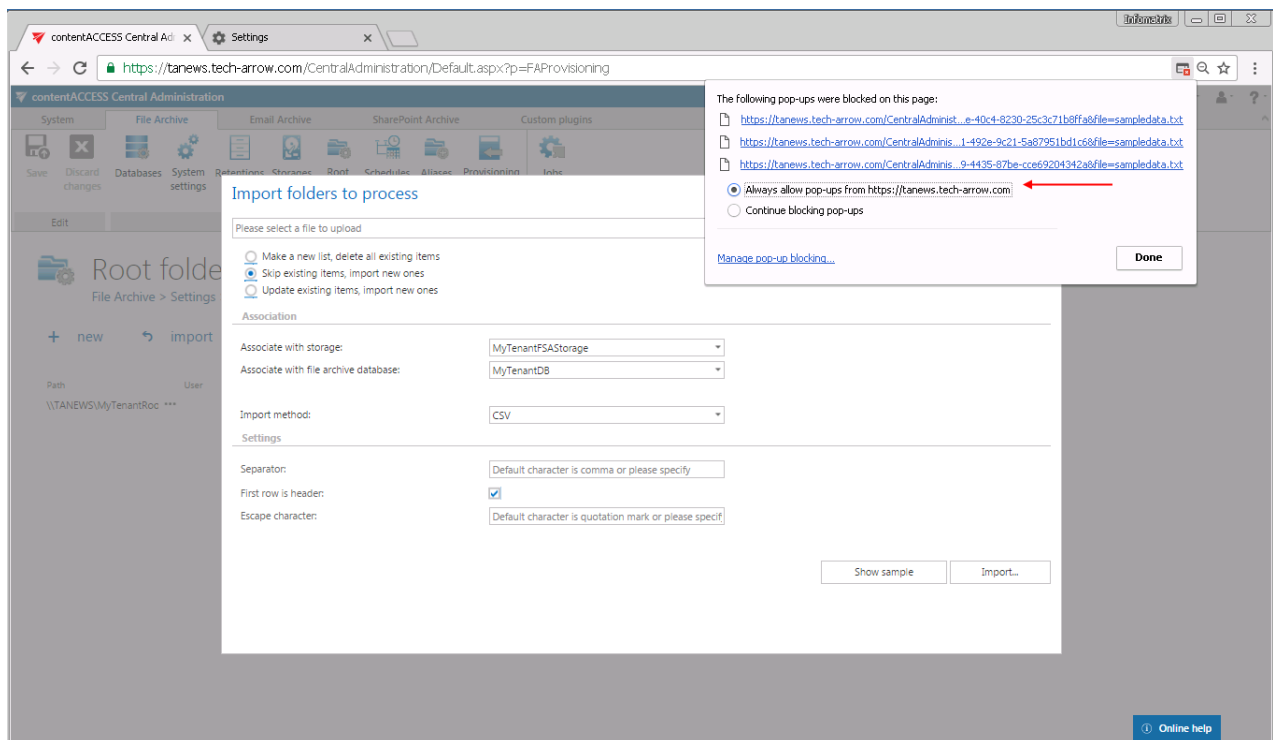 Infometrix
contentACCESS Central Ad
Settings
https://tanews.tech-arrow.com/CentralAdministration/Default.aspx?p=FAProvisioning
contentACCESS Central Administration
?
System
File Archive
Email Archive
SharePoint Archive
Custom plugins
Save
Discard changes
Databases
System settings
Retentions
Storages
Root
Schedules
Aliases
Provisioning
Jobs
Edit
The following pop-ups were blocked on this page:
https://tanews.tech-arrow.com/CentralAdminist...e-40c4-8230-25c3c71b8ffa&file=sampledata.txt
https://tanews.tech-arrow.com/CentralAdminis...1-492e-9c21-5a87951bd1c6&file=sampledata.txt
https://tanews.tech-arrow.com/CentralAdminis...9-4435-87be-cce69204342a&file=sampledata.txt
Always allow pop-ups from https://tanews.tech-arrow.com
Continue blocking pop-ups
Manage pop-up blocking...
Done
Root folde
File Archive > Settings
+ new
import
Path
User
\\TANEWS\MyTenantRoc ***
Import folders to process
Please select a file to upload
Make a new list, delete all existing items
Skip existing items, import new ones
Update existing items, import new ones
Association
Associate with storage:
MyTenantFSAStorage
Associate with file archive database:
MyTenantDB
Import method:
CSV
Settings
Separator:
Default character is comma or please specify
First row is header:
Escape character:
Default character is quotation mark or please specif
Show sample
Import...
Online help